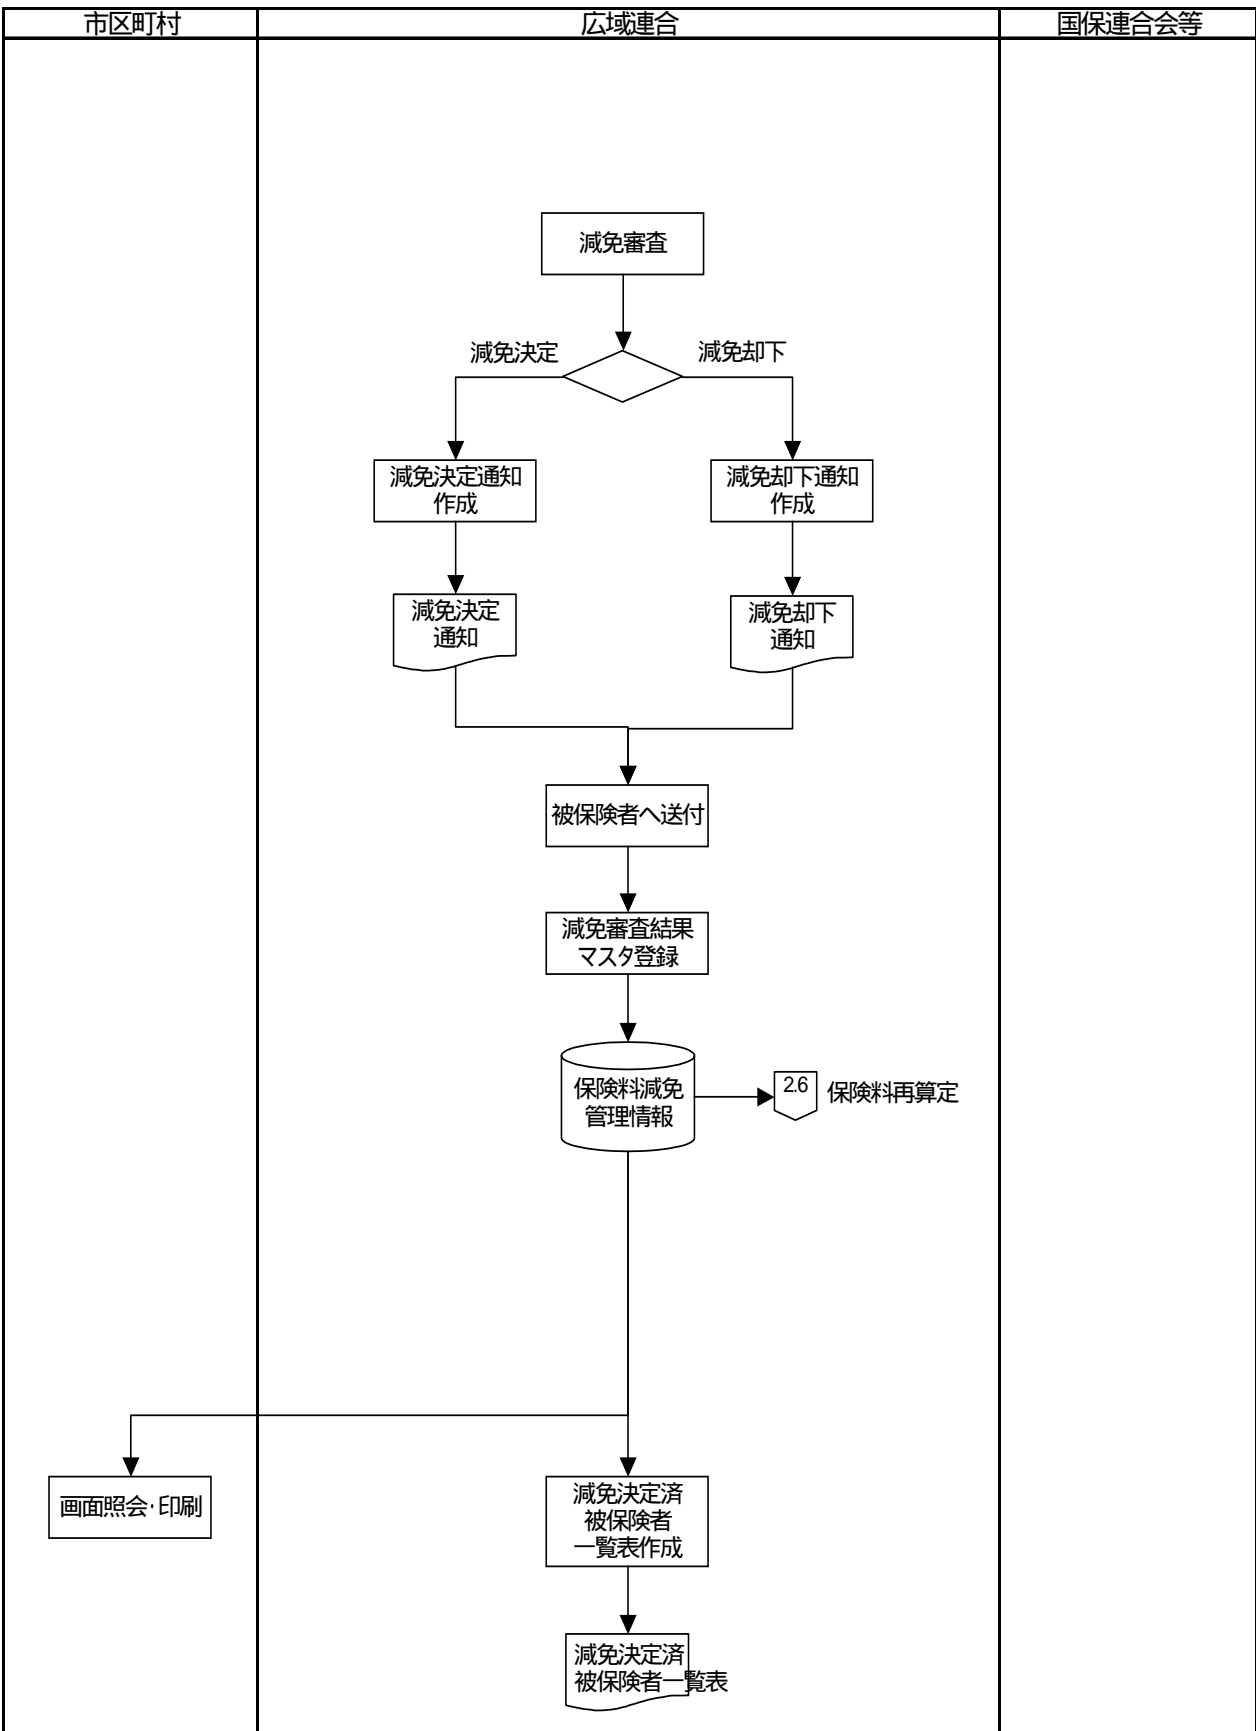 市区町村
広域連合
国保連合会等
減免審査
減免決定
減免却下
減免決定通知
作成
減免却下通知
作成
減免決定
通知
減免却下
通知
被保険者へ送付
減免審査結果
マスタ登録
保険料減免
管理情報
2.6
保険料再算定
画面照会・印刷
減免決定済
被保険者
一覧表作成
減免決定済
被保険者一覧表